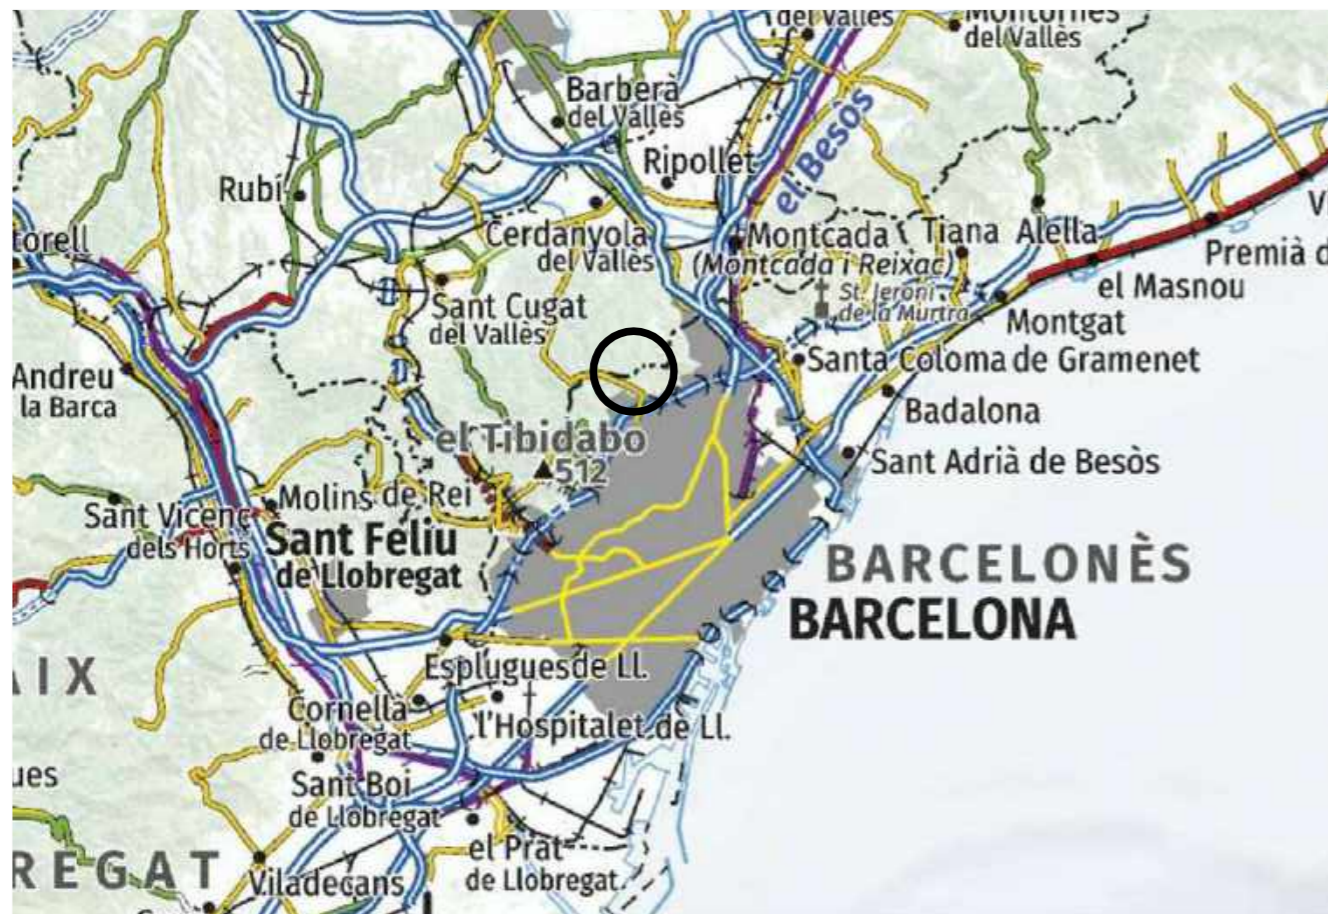 del Vallès
Montornès
del Vallès
Barberà
del Vallès
el Besòs
Ripollet
Rubí
torell
Cerdanyola
del Vallès
Montcada
(Montcada i Reixac)
Tiana
Alella
Premià d
el Masnou
Sant Cugat
del Vallès
St. Jeroni
de la Murtra
Montgat
Andreu
la Barca
Santa Coloma de Gramenet
Badalona
el Tibidabo
512
Sant Adrià de Besòs
Molins de Rei
Sant Vicenç
dels Horts
Sant Feliu
de Llobregat
BARCELONÈS
BARCELONA
AIX
Esplugues de Ll.
Cornellà
de Llobregat
l'Hospitalet de Ll.
ues
Sant Boi
de Llobregat
el Prat
de Llobregat
REGAT
Viladecans